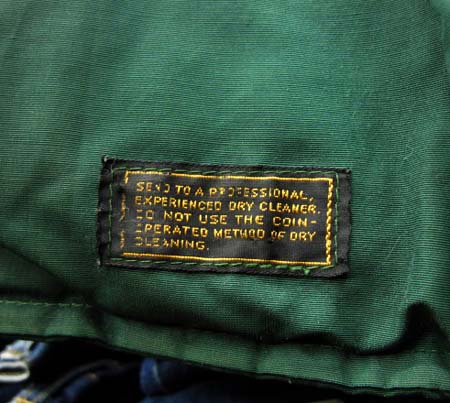 SEND TO A PROFESSIONAL,
EXPERIENCED DRY CLEANER.
DO NOT USE THE COIN-
OPERATED METHOD OF DRY
CLEANING.